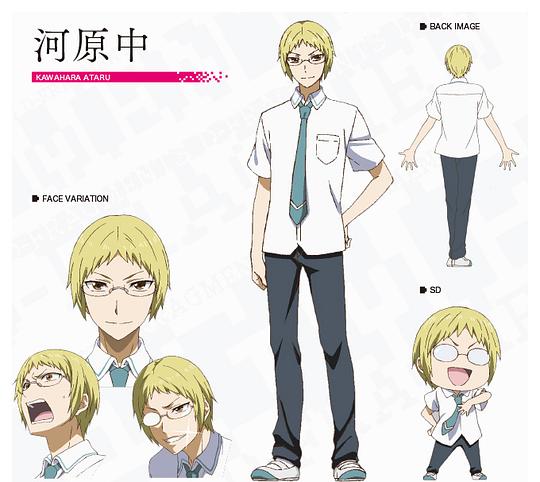 河原中
KAWAHARA ATARU
BACK IMAGE
FACE VARIATION
SD